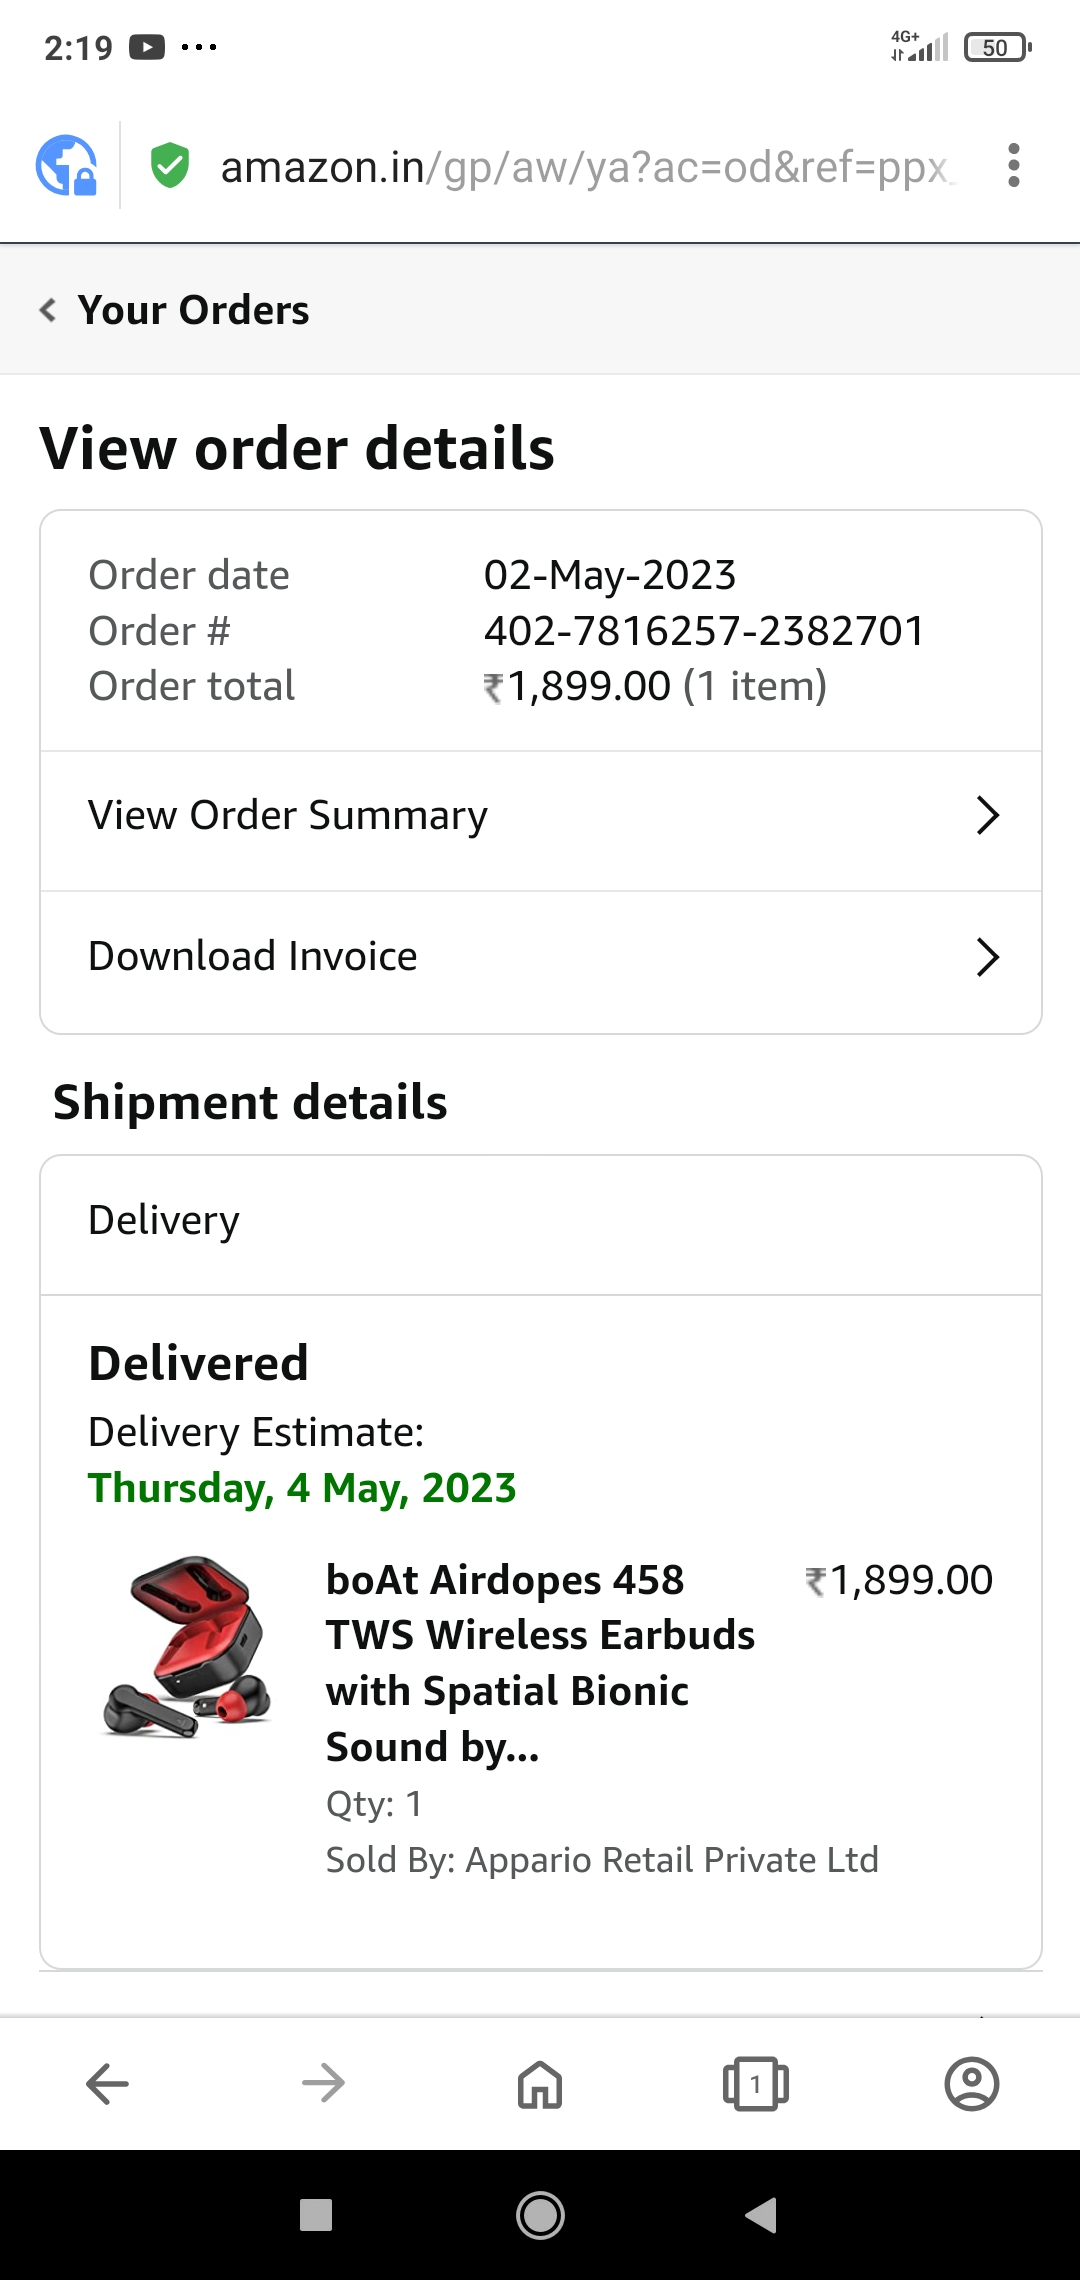 2:19
4G+
50
amazon.in/gp/aw/ya?ac=od&ref=ppx_
Your Orders
View order details
Order date 02-May-2023
Order # 402-7816257-2382701
Order total ₹1,899.00 (1 item)
View Order Summary
Download Invoice
Shipment details
Delivery
Delivered
Delivery Estimate:
Thursday, 4 May, 2023
boAt Airdopes 458 ₹1,899.00
TWS Wireless Earbuds
with Spatial Bionic
Sound by...
Qty: 1
Sold By: Appario Retail Private Ltd
1